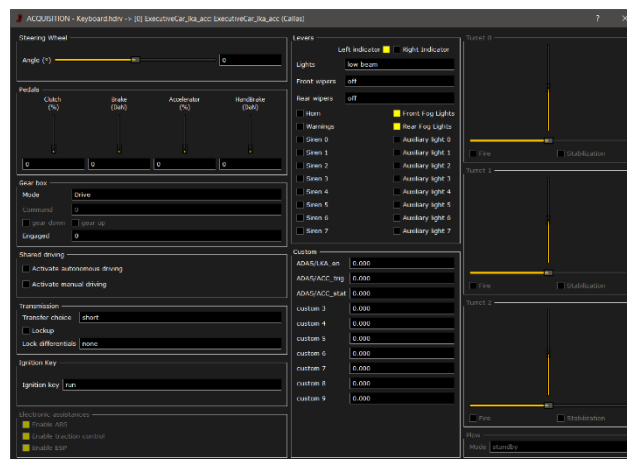 ACQUISITION - Keyboard.hdrv -> [0] ExecutiveCar_lka_acc: ExecutiveCar_lka_acc (Callas)
? X
Steering Wheel
Angle (°) 0
Pedals
Clutch (%) Brake (DaN) Accelerator (%) HandBrake (DaN)
0 0 0 0
Gear box
Mode Drive
Command 0
gear down gear up
Engaged 0
Shared driving
Activate autonomous driving
Activate manual driving
Transmission
Transfer choice short
Lockup
Lock differentials none
Ignition Key
Ignition key run
Electronic assistances
Enable ABS
Enable traction control
Enable ESP
Levers
Left indicator Right Indicator
Lights low beam
Front wipers off
Rear wipers off
Horn Front Fog Lights
Warnings Rear Fog Lights
Siren 0 Auxiliary light 0
Siren 1 Auxiliary light 1
Siren 2 Auxiliary light 2
Siren 3 Auxiliary light 3
Siren 4 Auxiliary light 4
Siren 5 Auxiliary light 5
Siren 6 Auxiliary light 6
Siren 7 Auxiliary light 7
Custom
ADAS/LKA_en 0.000
ADAS/ACC_trig 0.000
ADAS/ACC_stat 0.000
custom 3 0.000
custom 4 0.000
custom 5 0.000
custom 6 0.000
custom 7 0.000
custom 8 0.000
custom 9 0.000
Turret 0
Fire Stabilization
Turret 1
Fire Stabilization
Turret 2
Fire Stabilization
Plow
Mode standby